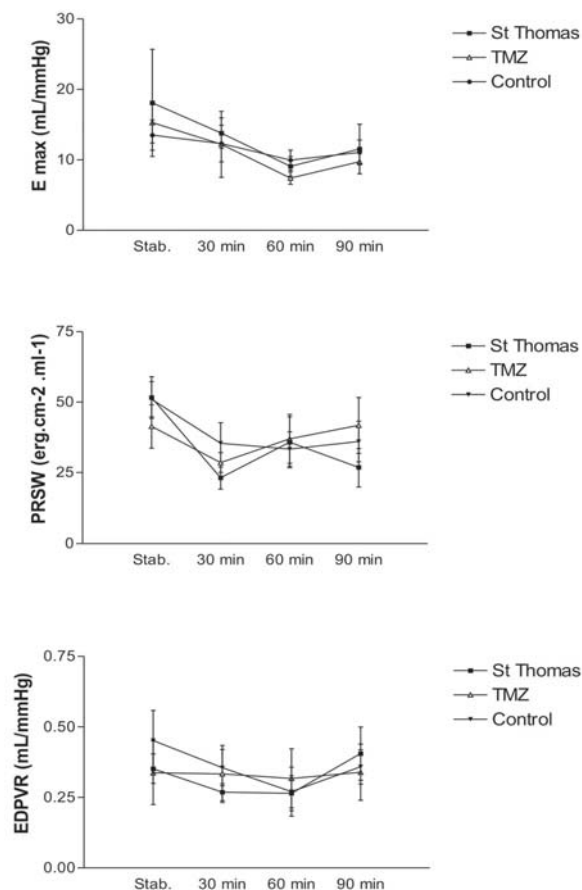 E max (mL/mmHg)
30
20
10
0
Stab. 30 min 60 min 90 min
St Thomas
TMZ
Control
PRSW (erg.cm-2 .ml-1)
75
50
25
0
Stab. 30 min 60 min 90 min
St Thomas
TMZ
Control
EDPVR (mL/mmHg)
0.75
0.50
0.25
0.00
Stab. 30 min 60 min 90 min
St Thomas
TMZ
Control